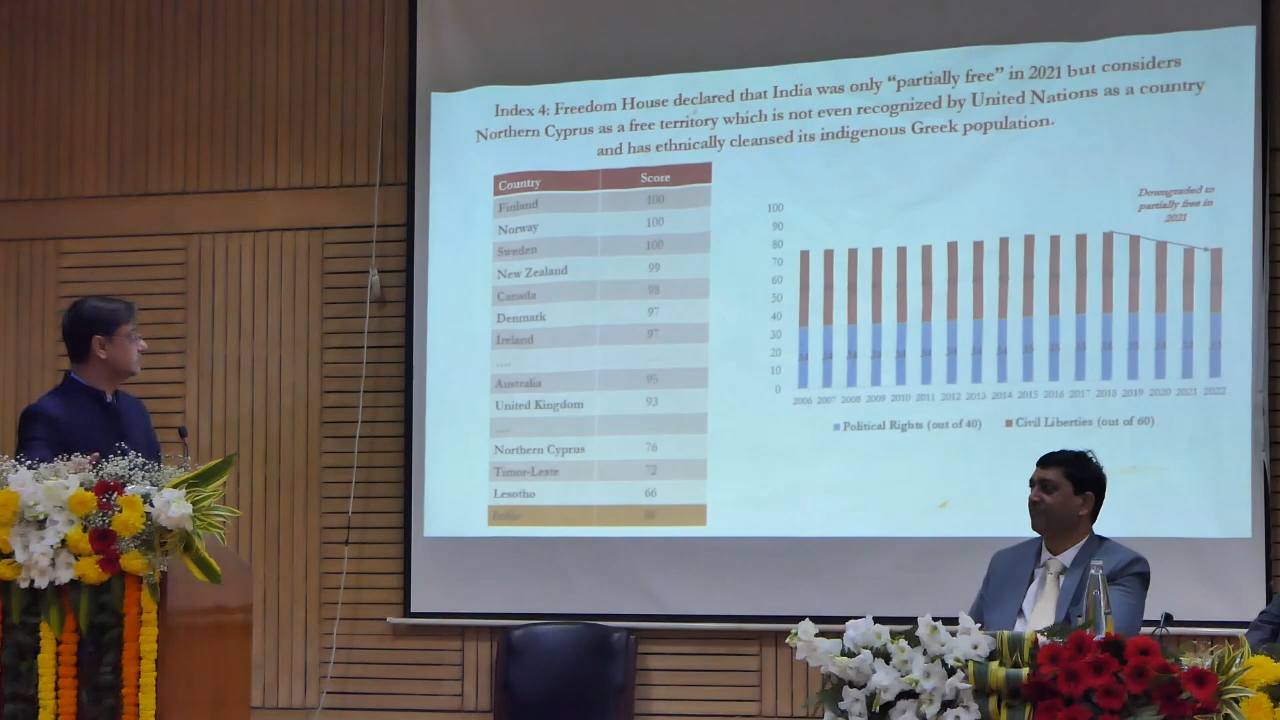 Index 4: Freedom House declared that India was only “partially free” in 2021 but considers
Northern Cyprus as a free territory which is not even recognized by United Nations as a country
and has ethnically cleansed its indigenous Greek population.
Country Score
Finland 100
Norway 100
Sweden 100
New Zealand 99
Canada 98
Denmark 97
Ireland 97
....
Australia 95
United Kingdom 93
....
Northern Cyprus 76
Timor-Leste 72
Lesotho 66
India
Downgraded to
partially free in
2021
100
90
80
70
60
50
40
30
20
10
0
2006 2007 2008 2009 2010 2011 2012 2013 2014 2015 2016 2017 2018 2019 2020 2021 2022
Political Rights (out of 40) Civil Liberties (out of 60)